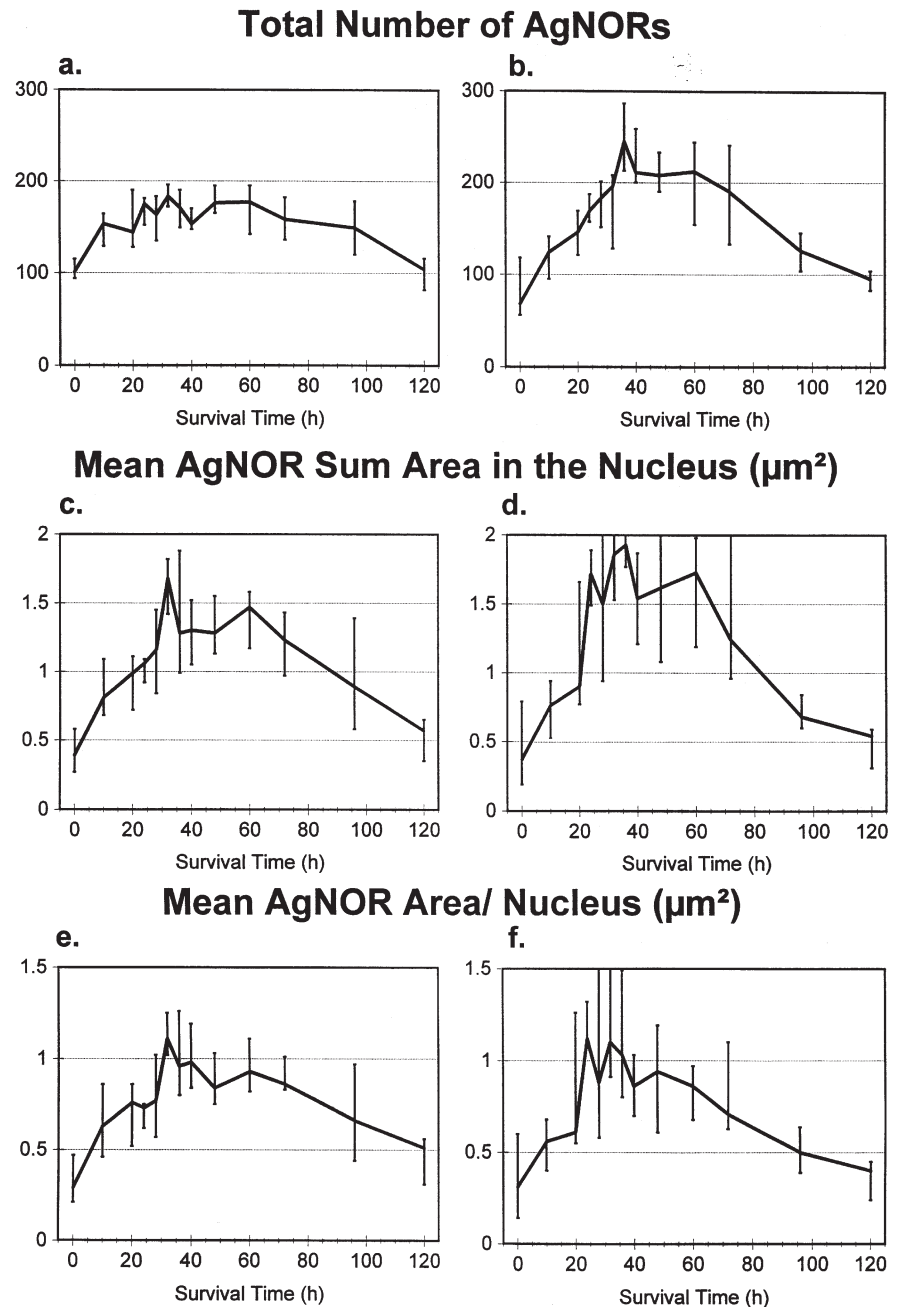 Total Number of AgNORs
a. b.
300 300
200 200
100 100
0 0
0 20 40 60 80 100 120 0 20 40 60 80 100 120
Survival Time (h) Survival Time (h)
Mean AgNOR Sum Area in the Nucleus (µm²)
c. d.
2 2
1.5 1.5
1 1
0.5 0.5
0 0
0 20 40 60 80 100 120 0 20 40 60 80 100 120
Survival Time (h) Survival Time (h)
Mean AgNOR Area/ Nucleus (µm²)
e. f.
1.5 1.5
1 1
0.5 0.5
0 0
0 20 40 60 80 100 120 0 20 40 60 80 100 120
Survival Time (h) Survival Time (h)